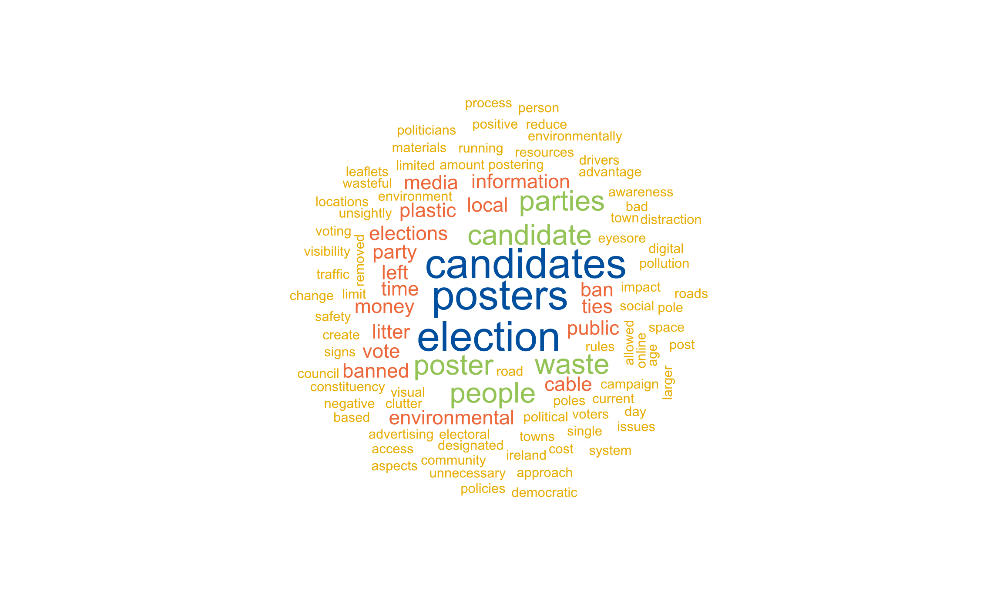 process
person
politicians
positive
reduce
environmentally
materials
running
resources
drivers
leaflets
limited
amount
postering
advantage
wasteful
media
information
awareness
locations
environment
plastic
local
parties
bad
unsightly
town
distraction
voting
elections
candidate
eyesore
visibility
removed
party
candidates
digital
pollution
traffic
left
change
limit
time
posters
ban
impact
roads
safety
money
ties
social
pole
create
litter
election
public
allowed
online
age
space
signs
vote
rules
post
council
banned
poster
road
waste
larger
constituency
visual
people
cable
campaign
negative
clutter
poles
current
based
environmental
political
voters
day
advertising
electoral
towns
single
issues
access
designated
ireland
cost
system
aspects
community
unnecessary
approach
policies
democratic